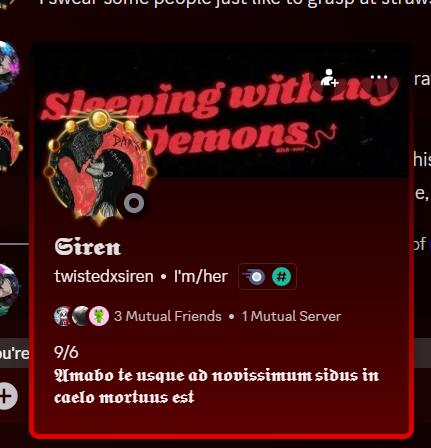 I swear some people just like to grasp at straw
Sleeping with my
Demons
DAR
Siren
twistedxsiren • I'm/her
3 Mutual Friends • 1 Mutual Server
9/6
Amabo te usque ad novissimum sidus in
caelo mortuus est
ra
his
e,
of
ou're